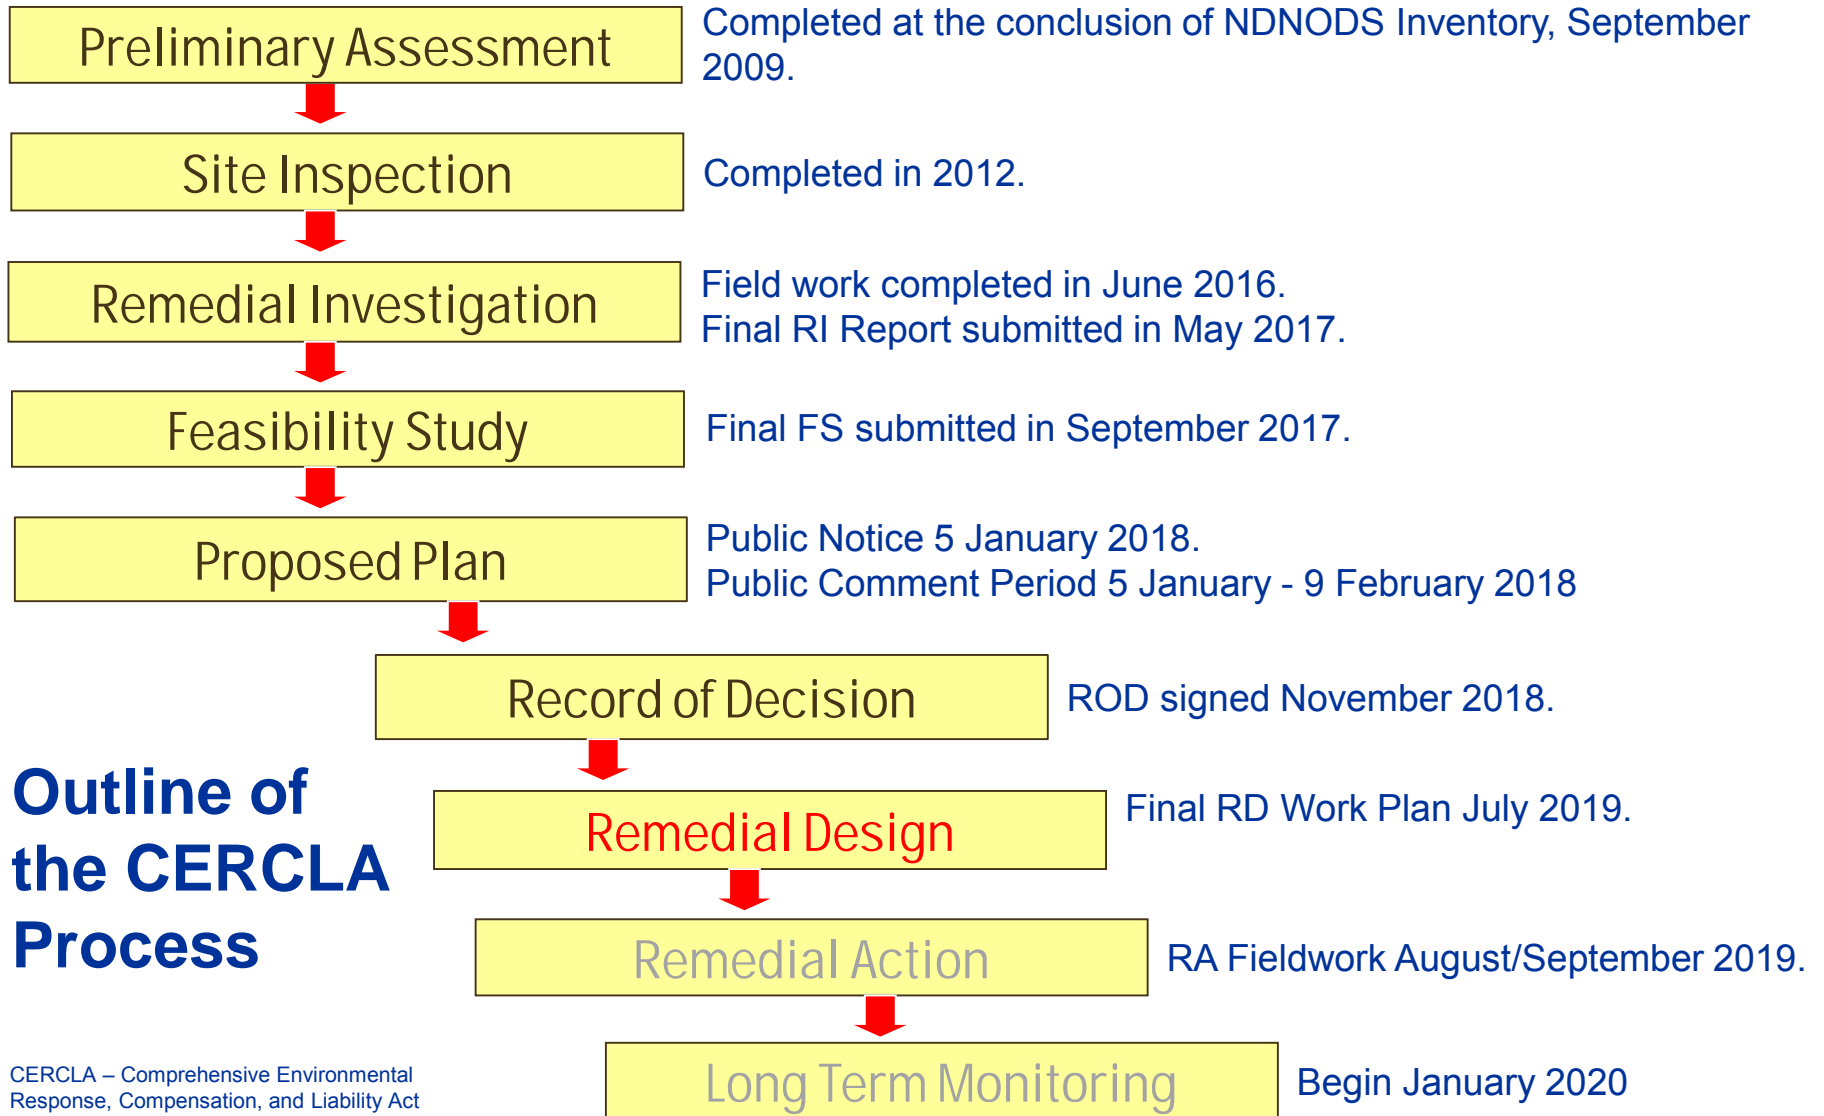 Preliminary Assessment
Completed at the conclusion of NDNODS Inventory, September
2009.
Site Inspection
Completed in 2012.
Remedial Investigation
Field work completed in June 2016.
Final RI Report submitted in May 2017.
Feasibility Study
Final FS submitted in September 2017.
Proposed Plan
Public Notice 5 January 2018.
Public Comment Period 5 January - 9 February 2018
Record of Decision
ROD signed November 2018.
Outline of
the CERCLA
Process
Remedial Design
Final RD Work Plan July 2019.
Remedial Action
RA Fieldwork August/September 2019.
Long Term Monitoring
Begin January 2020
CERCLA – Comprehensive Environmental
Response, Compensation, and Liability Act